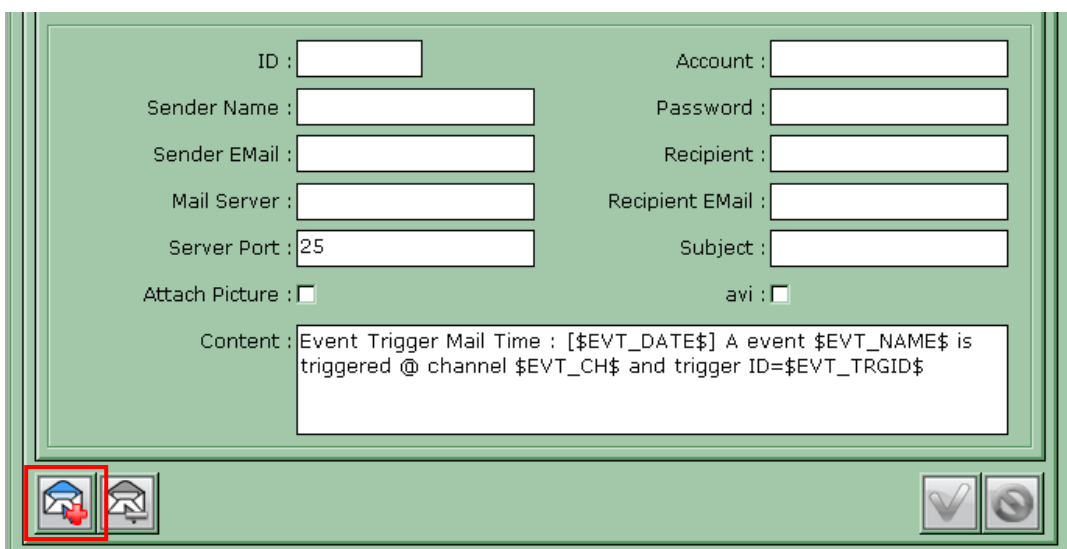 ID :
Account :
Sender Name :
Password :
Sender EMail :
Recipient :
Mail Server :
Recipient EMail :
Server Port : 25
Subject :
Attach Picture :
avi :
Content : Event Trigger Mail Time : [$EVT_DATE$] A event $EVT_NAME$ is
triggered @ channel $EVT_CH$ and trigger ID=$EVT_TRGID$